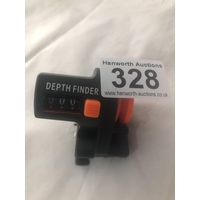 Hanworth Auctions
328
www.hanworth-auctions.co.uk
DEPTH FINDER